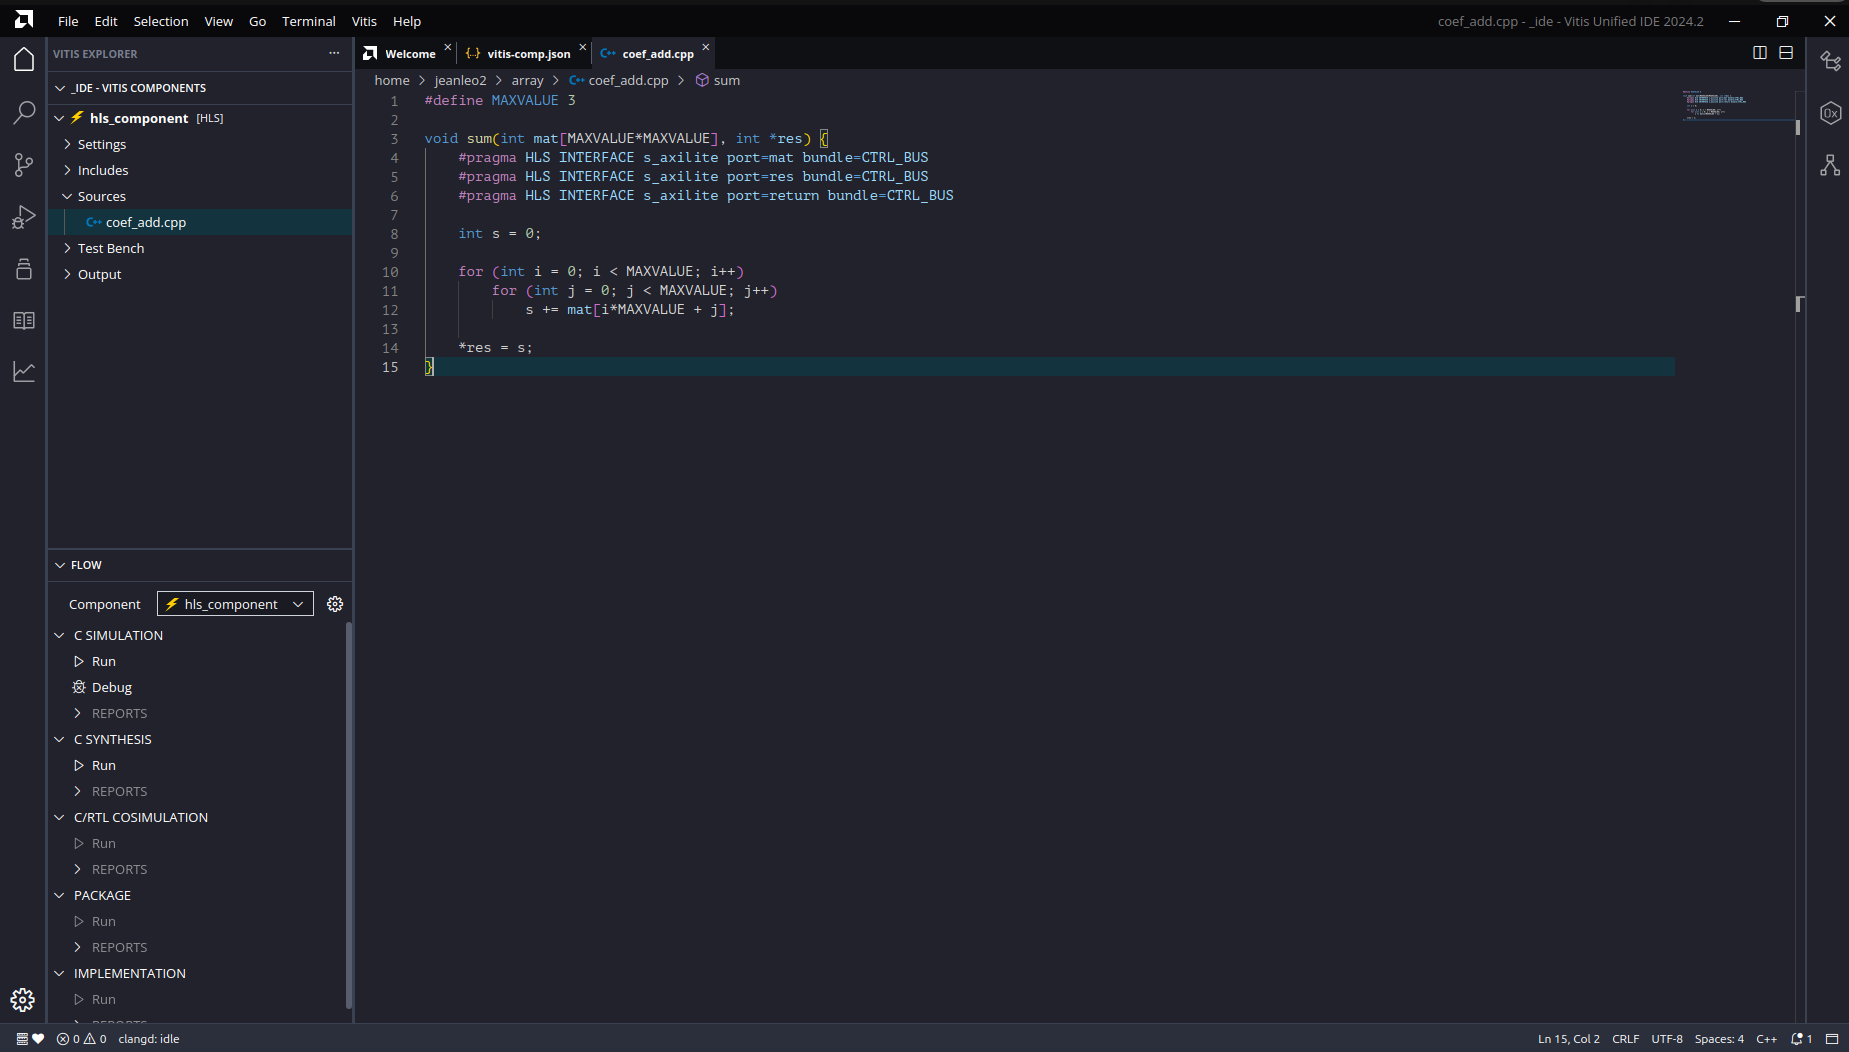 File Edit Selection View Go Terminal Vitis Help
coef_add.cpp - _ide - Vitis Unified IDE 2024.2
VITIS EXPLORER
_IDE - VITIS COMPONENTS
hls_component [HLS]
Settings
Includes
Sources
C++ coef_add.cpp
Test Bench
Output
FLOW
Component hls_component
C SIMULATION
Run
Debug
REPORTS
C SYNTHESIS
Run
REPORTS
C/RTL COSIMULATION
Run
REPORTS
PACKAGE
Run
REPORTS
IMPLEMENTATION
Run
REPORTS
Welcome
{..} vitis-comp.json
C++ coef_add.cpp
home > jeanleo2 > array > C++ coef_add.cpp > sum
1 #define MAXVALUE 3
2
3 void sum(int mat[MAXVALUE*MAXVALUE], int *res) {
4 #pragma HLS INTERFACE s_axilite port=mat bundle=CTRL_BUS
5 #pragma HLS INTERFACE s_axilite port=res bundle=CTRL_BUS
6 #pragma HLS INTERFACE s_axilite port=return bundle=CTRL_BUS
7
8 int s = 0;
9
10 for (int i = 0; i < MAXVALUE; i++)
11 for (int j = 0; j < MAXVALUE; j++)
12 s += mat[i*MAXVALUE + j];
13
14 *res = s;
15 }
0x
0 0 clangd: idle
Ln 15, Col 2 CRLF UTF-8 Spaces: 4 C++ 1